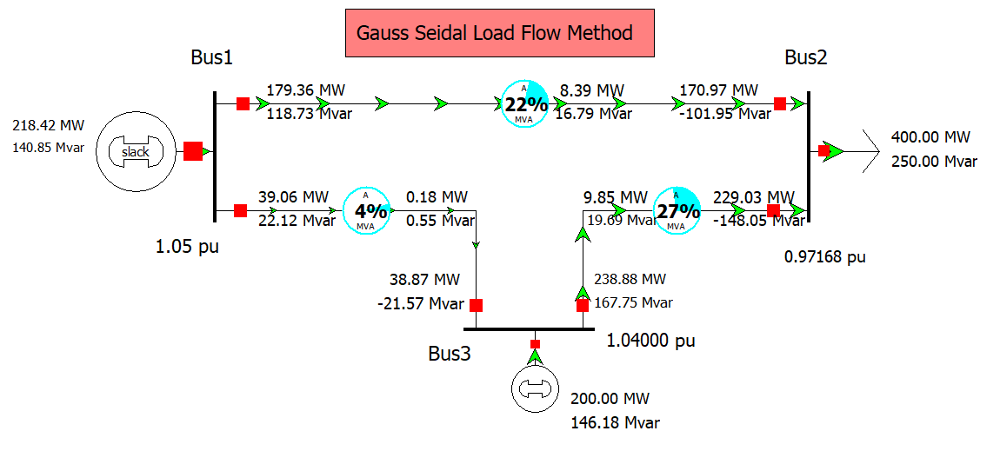 Gauss Seidal Load Flow Method
Bus1
Bus2
179.36 MW
118.73 Mvar
A
22%
MVA
8.39 MW
16.79 Mvar
170.97 MW
-101.95 Mvar
218.42 MW
140.85 Mvar
slack
400.00 MW
250.00 Mvar
39.06 MW
22.12 Mvar
A
4%
MVA
0.18 MW
0.55 Mvar
9.85 MW
19.69 Mvar
A
27%
MVA
229.03 MW
-148.05 Mvar
1.05 pu
0.97168 pu
38.87 MW
-21.57 Mvar
238.88 MW
167.75 Mvar
Bus3
1.04000 pu
200.00 MW
146.18 Mvar